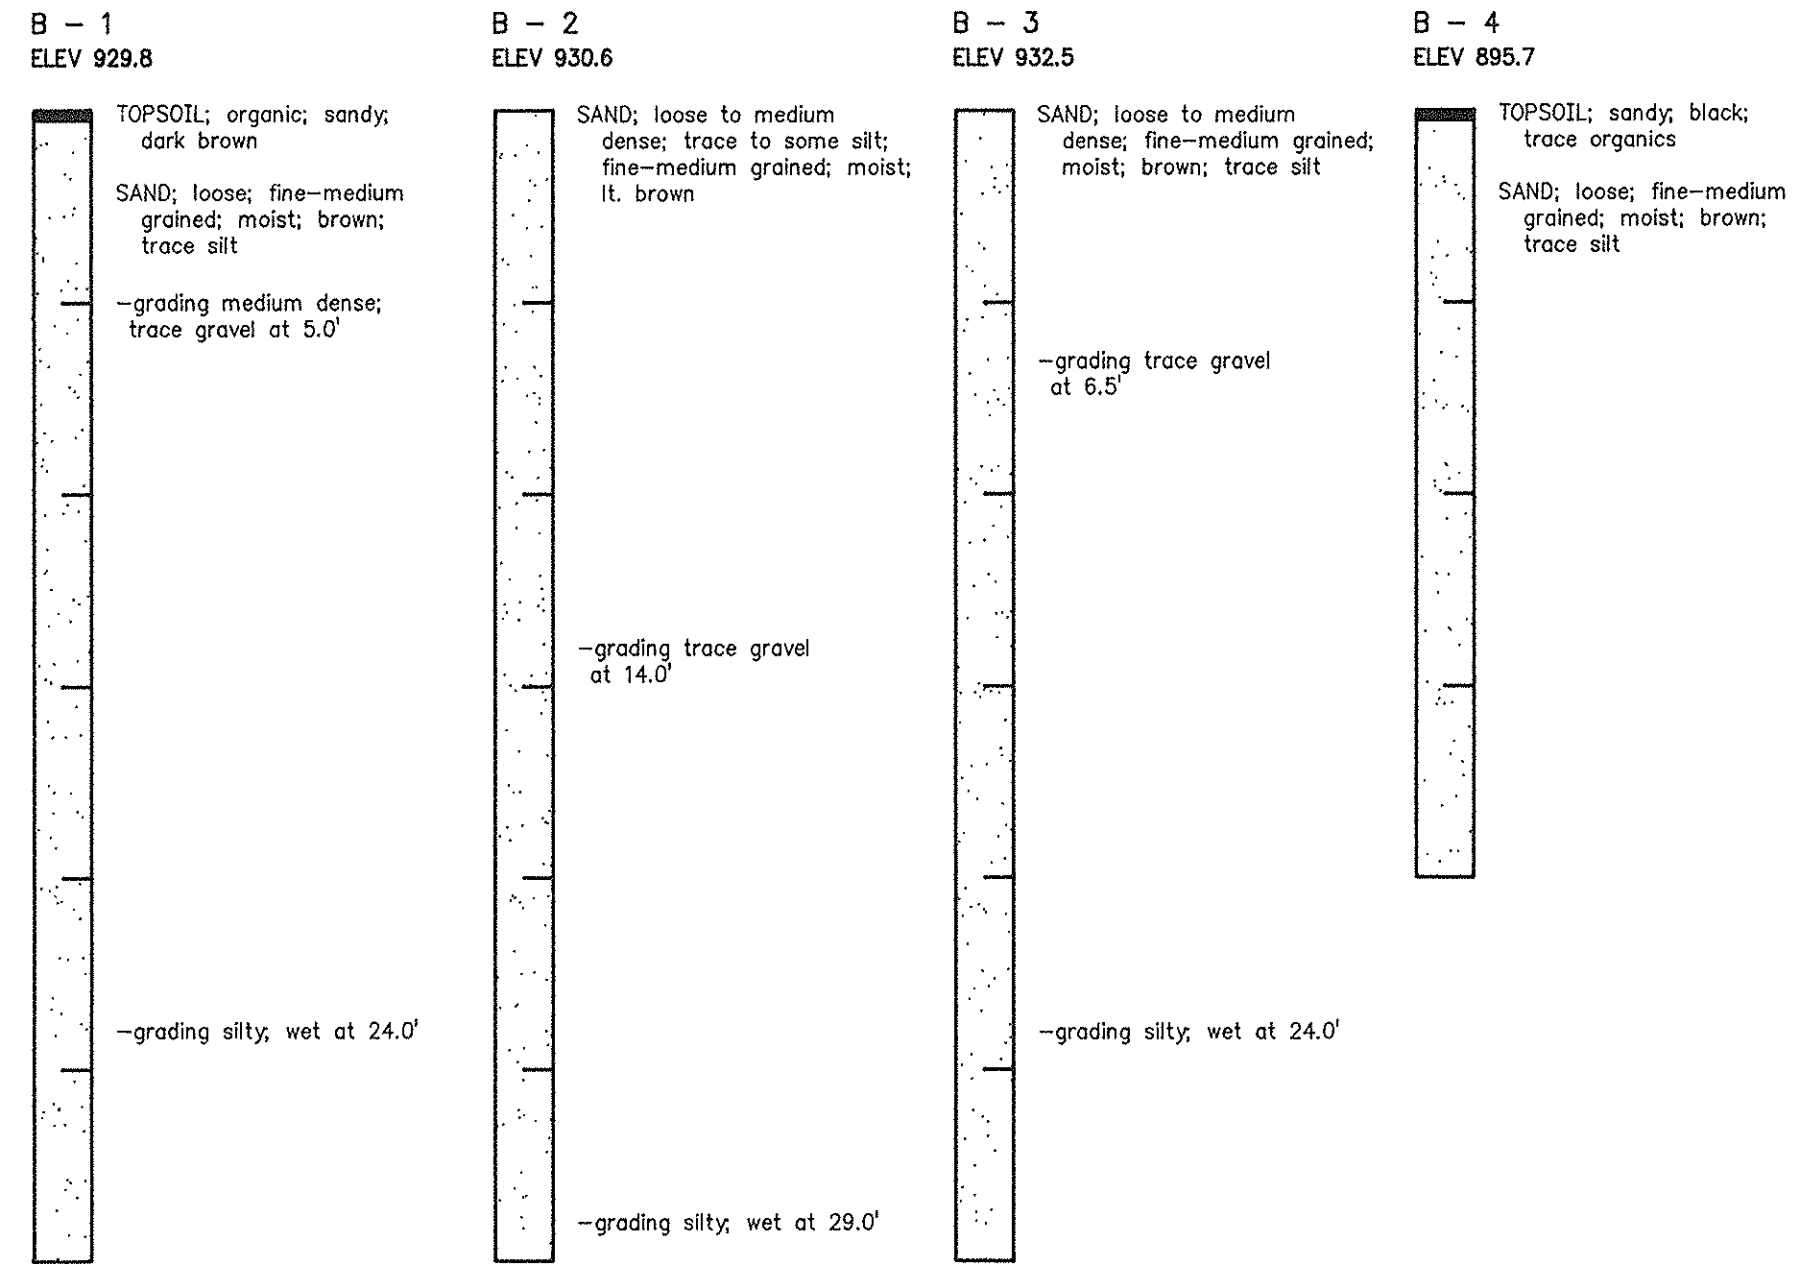 B – 1
ELEV 929.8
TOPSOIL; organic; sandy;
dark brown
SAND; loose; fine–medium
grained; moist; brown;
trace silt
–grading medium dense;
trace gravel at 5.0'
–grading silty; wet at 24.0'
B – 2
ELEV 930.6
SAND; loose to medium
dense; trace to some silt;
fine–medium grained; moist;
lt. brown
–grading trace gravel
at 14.0'
–grading silty; wet at 29.0'
B – 3
ELEV 932.5
SAND; loose to medium
dense; fine–medium grained;
moist; brown; trace silt
–grading trace gravel
at 6.5'
–grading silty; wet at 24.0'
B – 4
ELEV 895.7
TOPSOIL; sandy; black;
trace organics
SAND; loose; fine–medium
grained; moist; brown;
trace silt